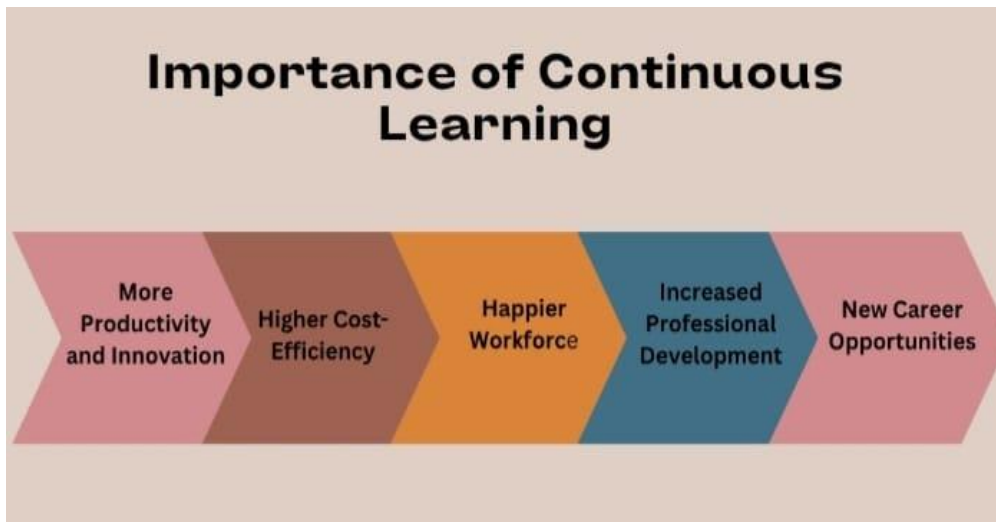 Importance of Continuous
Learning
More
Productivity
and Innovation
Higher Cost-
Efficiency
Happier
Workforce
Increased
Professional
Development
New Career
Opportunities